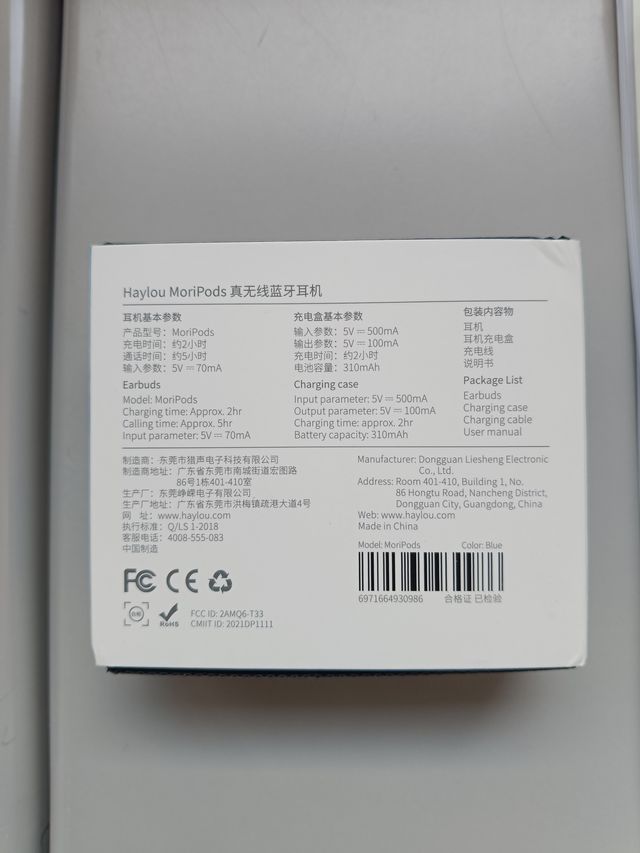 Haylou MoriPods 真无线蓝牙耳机
耳机基本参数
产品型号：MoriPods
充电时间：约2小时
通话时间：约5小时
输入参数：5V⎓70mA
Earbuds
Model: MoriPods
Charging time: Approx. 2hr
Calling time: Approx. 5hr
Input parameter: 5V⎓70mA
充电盒基本参数
输入参数：5V⎓500mA
输出参数：5V⎓100mA
充电时间：约2小时
电池容量：310mAh
Charging case
Input parameter: 5V⎓500mA
Output parameter: 5V⎓100mA
Charging time: Approx. 2hr
Battery capacity: 310mAh
包装内容物
耳机
耳机充电盒
充电线
说明书
Package List
Earbuds
Charging case
Charging cable
User manual
制造商：东莞市猎声电子科技有限公司
制造商地址：广东省东莞市南城街道宏图路
86号1栋401-410室
生产厂：东莞峥嵘电子有限公司
生产厂地址：广东省东莞市洪梅镇疏港大道4号
网 址：www.haylou.com
执行标准：Q/LS 1-2018
客服电话：4008-555-083
中国制造
Manufacturer: Dongguan Liesheng Electronic
Co., Ltd.
Address: Room 401-410, Building 1, No.
86 Hongtu Road, Nancheng District,
Dongguan City, Guangdong, China
Web: www.haylou.com
Made in China
Model: MoriPods Color: Blue
6971664930986 合格证 已检验
FC CE
RoHS
FCC ID: 2AMQ6-T33
CMIIT ID: 2021DP1111